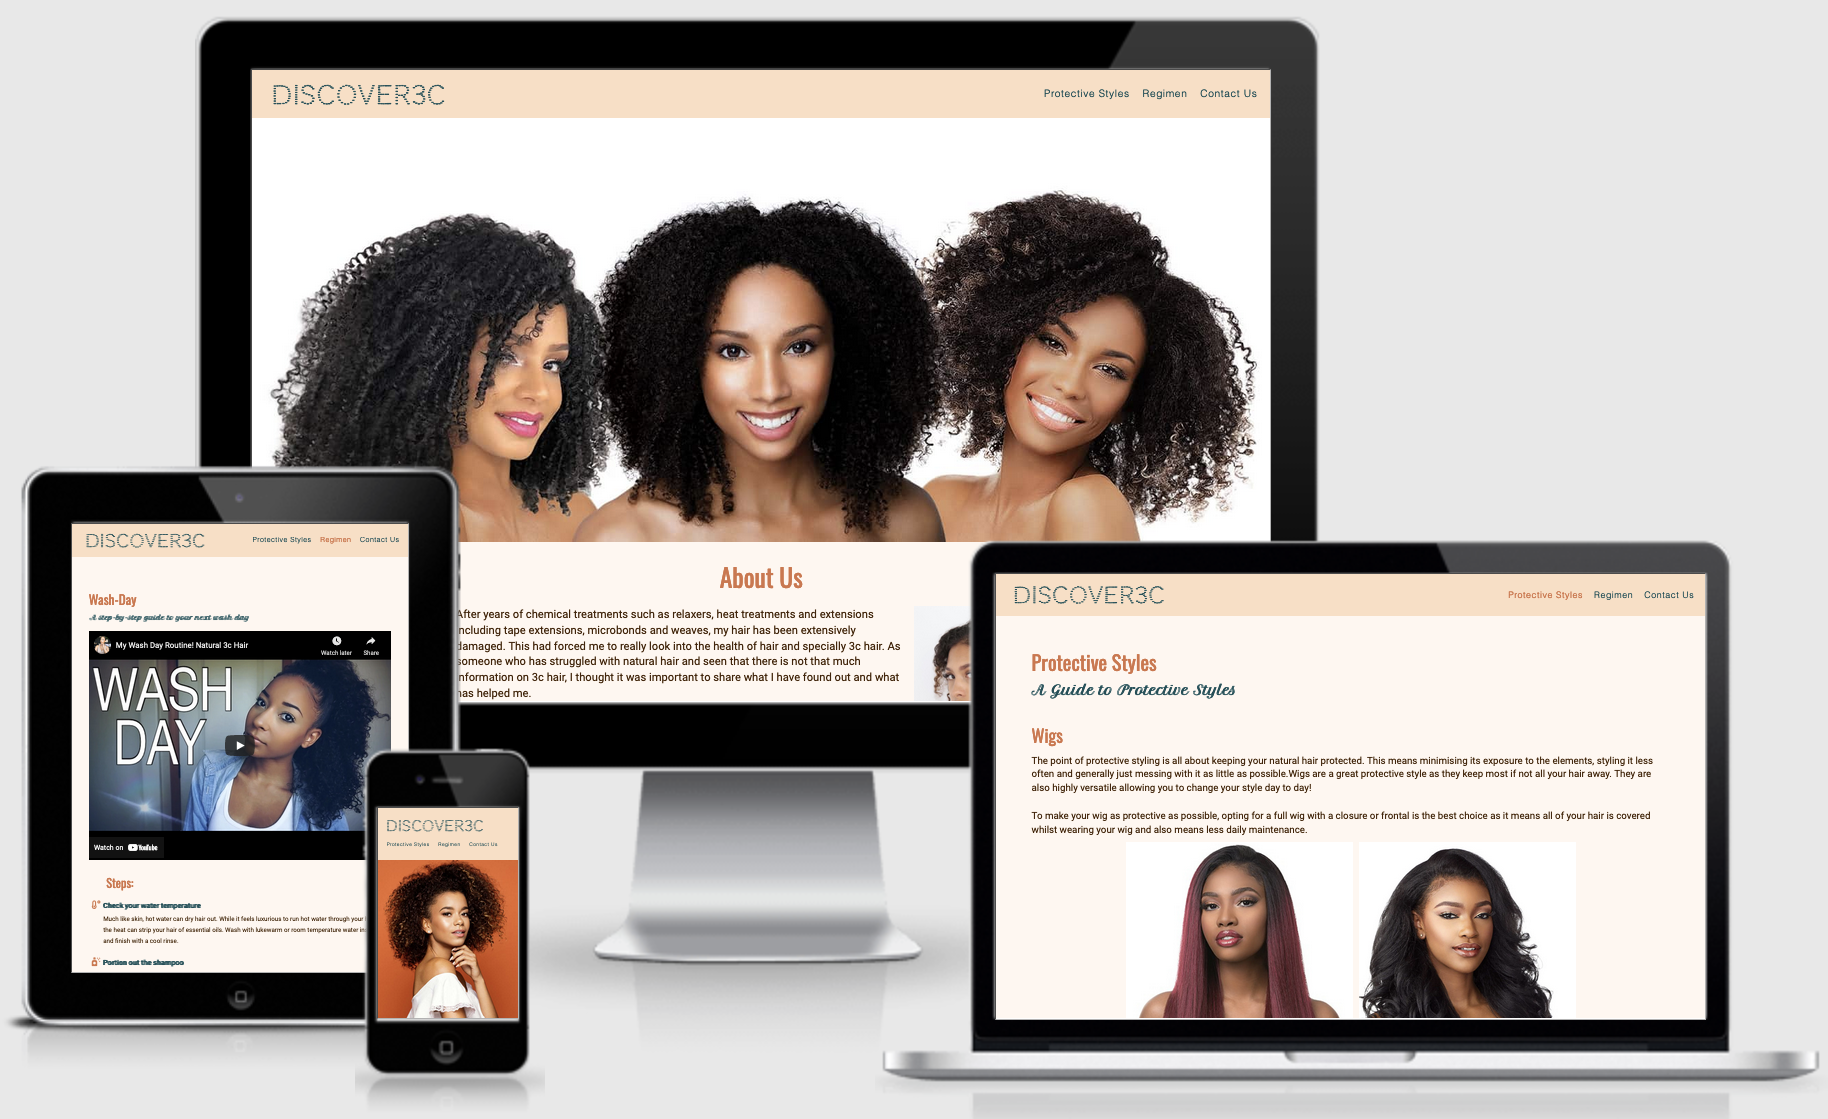 DISCOVER3C
Protective Styles Regimen Contact Us
About Us
After years of chemical treatments such as relaxers, heat treatments and extensions
including tape extensions, microbonds and weaves, my hair has been extensively
damaged. This had forced me to really look into the health of hair and specially 3c hair. As
someone who has struggled with natural hair and seen that there is not that much
information on 3c hair, I thought it was important to share what I have found out and what
has helped me.
DISCOVER3C
Protective Styles Regimen Contact Us
Wash-Day
A step-by-step guide to your next wash day
My Wash Day Routine! Natural 3c Hair
Watch later Share
WASH
DAY
Watch on YouTube
Steps:
Check your water temperature
Much like skin, hot water can dry hair out. While it feels luxurious to run hot water through your
the heat can strip your hair of essential oils. Wash with lukewarm or room temperature water
and finish with a cool rinse.
Portion out the shampoo
DISCOVER3C
Protective Styles Regimen Contact Us
DISCOVER3C
Protective Styles Regimen Contact Us
Protective Styles
A Guide to Protective Styles
Wigs
The point of protective styling is all about keeping your natural hair protected. This means minimising its exposure to the elements, styling it less
often and generally just messing with it as little as possible.Wigs are a great protective style as they keep most if not all your hair away. They are
also highly versatile allowing you to change your style day to day!
To make your wig as protective as possible, opting for a full wig with a closure or frontal is the best choice as it means all of your hair is covered
whilst wearing your wig and also means less daily maintenance.